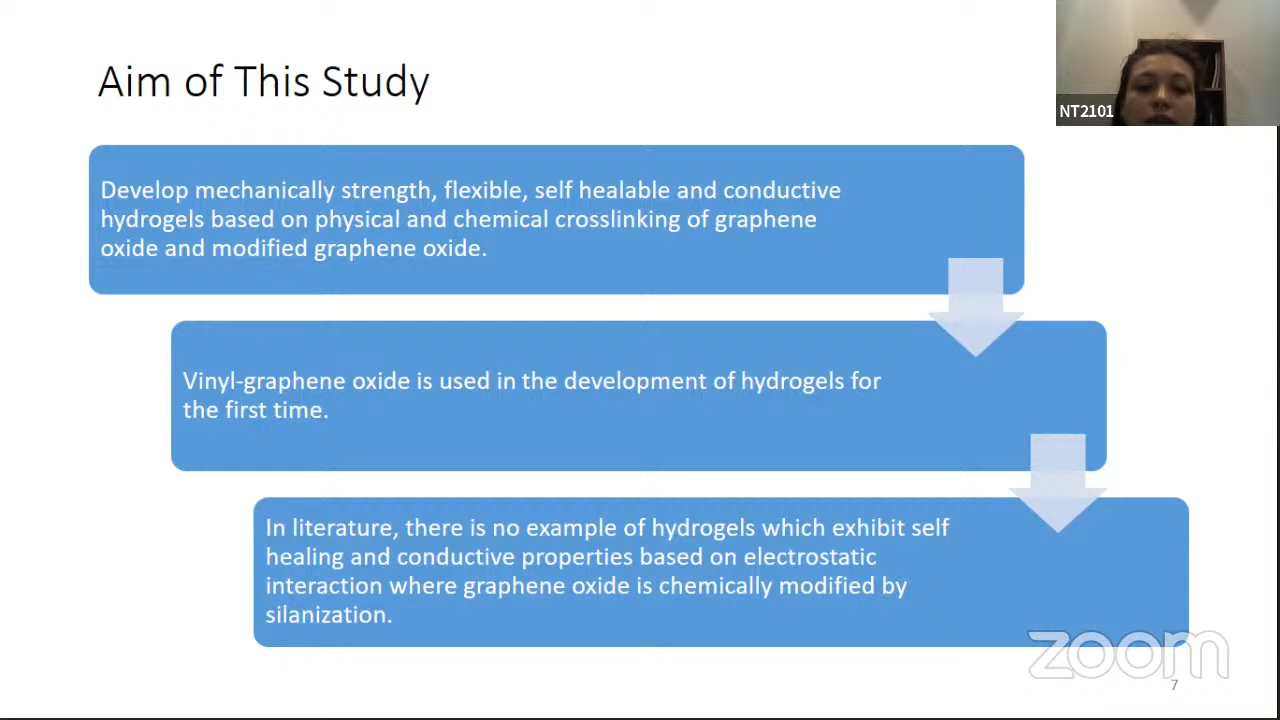 Aim of This Study
NT2101
Develop mechanically strength, flexible, self healable and conductive
hydrogels based on physical and chemical crosslinking of graphene
oxide and modified graphene oxide.
Vinyl-graphene oxide is used in the development of hydrogels for
the first time.
In literature, there is no example of hydrogels which exhibit self
healing and conductive properties based on electrostatic
interaction where graphene oxide is chemically modified by
silanization.
zoom
7